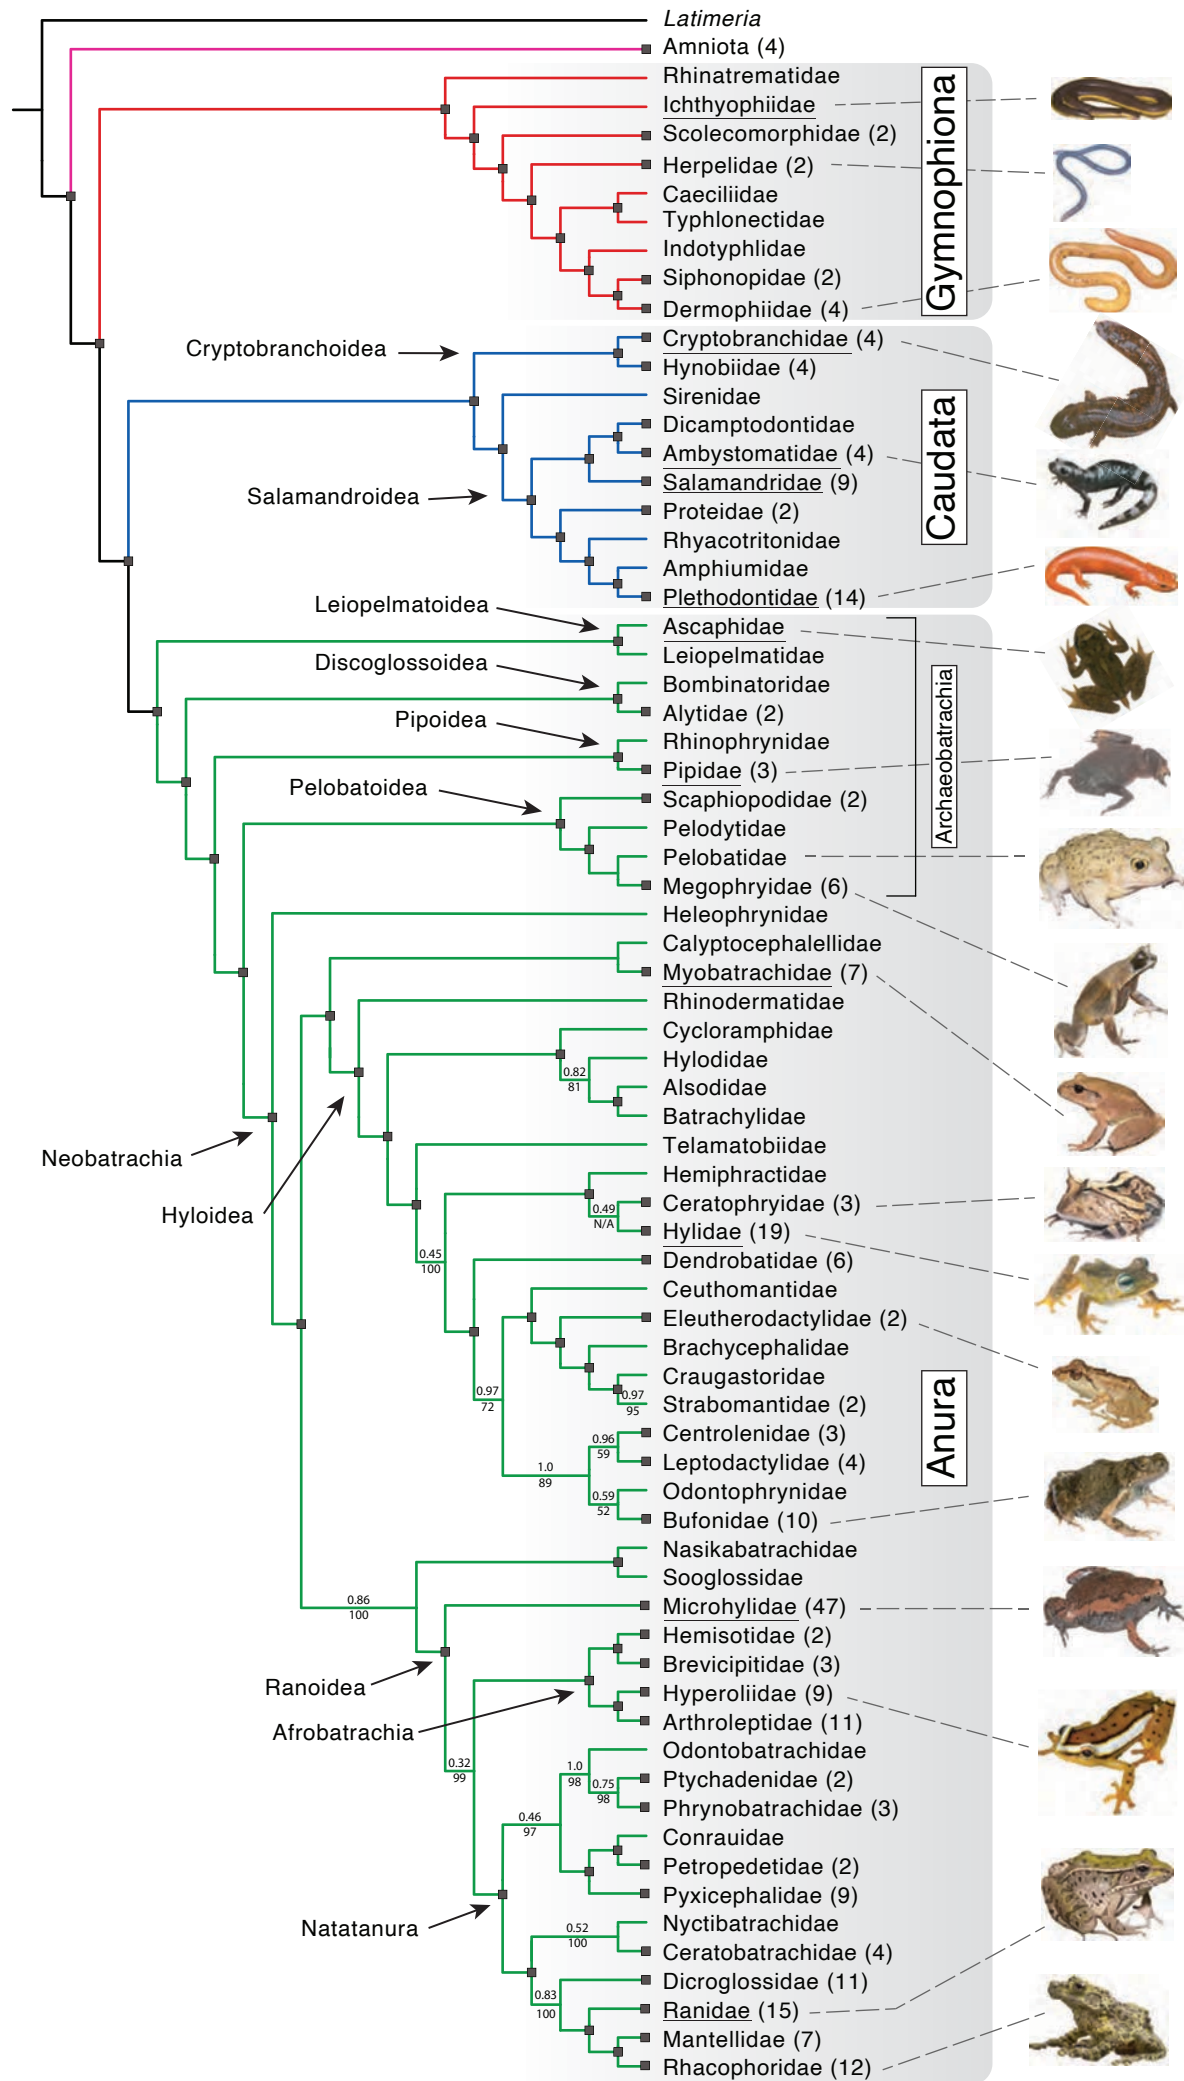 Latimeria
Amniota (4)
Rhinatrematidae
Ichthyophiidae
Scolecomorphidae (2)
Herpelidae (2)
Caeciliidae
Typhlonectidae
Indotyphlidae
Siphonopidae (2)
Dermophiidae (4)
Gymnophiona
Cryptobranchoidea
Cryptobranchidae (4)
Hynobiidae (4)
Sirenidae
Dicamptodontidae
Ambystomatidae (4)
Salamandridae (9)
Salamandroidea
Proteidae (2)
Rhyacotritonidae
Amphiumidae
Plethodontidae (14)
Caudata
Leiopelmatoidea
Ascaphidae
Leiopelmatidae
Discoglossoidea
Bombinatoridae
Alytidae (2)
Pipoidea
Rhinophrynidae
Pipidae (3)
Pelobatoidea
Scaphiopodidae (2)
Pelodytidae
Pelobatidae
Megophryidae (6)
Archaeobatrachia
Heleophrynidae
Calyptocephalellidae
Myobatrachidae (7)
Rhinodermatidae
Cycloramphidae
Hylodidae
0.82
81
Alsodidae
Batrachylidae
Neobatrachia
Telamatobiidae
Hyloidea
Hemiphractidae
Ceratophryidae (3)
0.49
N/A
Hylidae (19)
0.45
100
Dendrobatidae (6)
Ceuthomantidae
Eleutherodactylidae (2)
Brachycephalidae
Craugastoridae
0.97
95
Strabomantidae (2)
0.97
72
Centrolenidae (3)
0.96
59
Leptodactylidae (4)
1.0
89
Odontophrynidae
0.59
52
Bufonidae (10)
Anura
Nasikabatrachidae
Sooglossidae
0.86
100
Microhylidae (47)
Hemisotidae (2)
Brevicipitidae (3)
Ranoidea
Hyperoliidae (9)
Afrobatrachia
Arthroleptidae (11)
Odontobatrachidae
0.32
99
1.0
98
Ptychadenidae (2)
0.75
98
Phrynobatrachidae (3)
0.46
97
Conrauidae
Petropedetidae (2)
Pyxicephalidae (9)
Natatanura
Nyctibatrachidae
0.52
100
Ceratobatrachidae (4)
Dicroglossidae (11)
0.83
100
Ranidae (15)
Mantellidae (7)
Rhacophoridae (12)